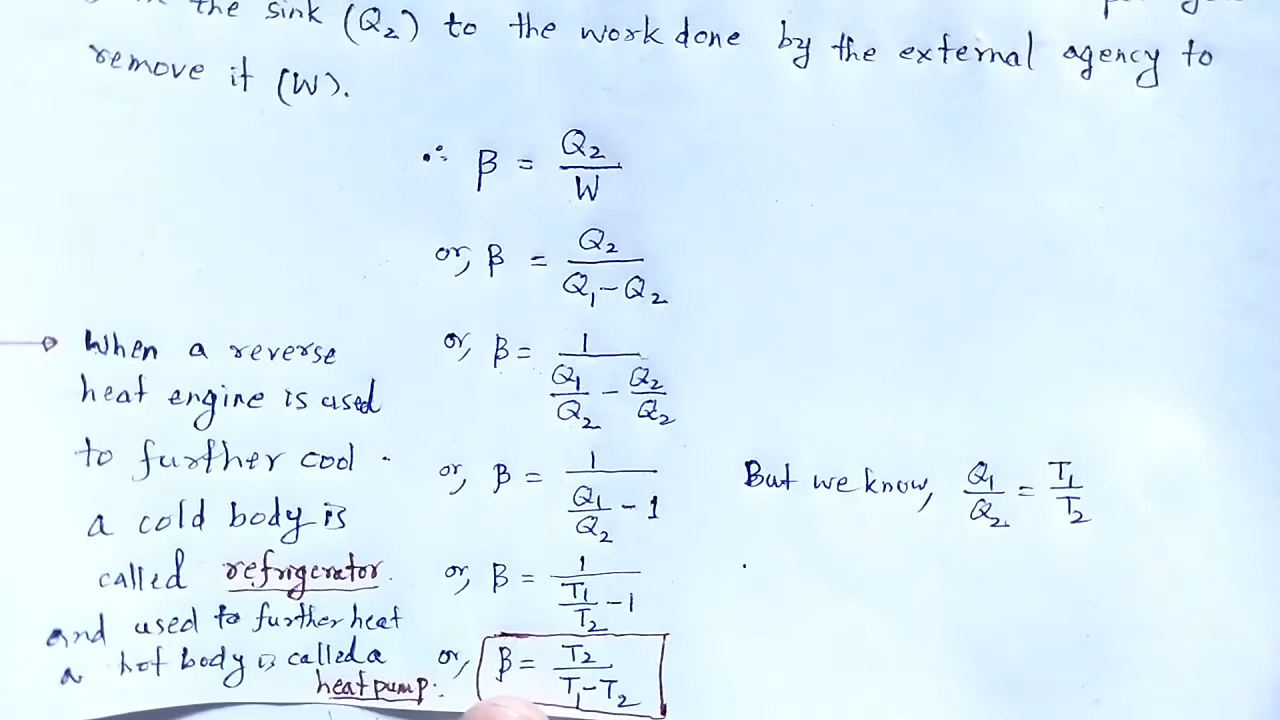 the sink (Q₂) to the work done by the external agency to
remove it (W).
∴ β = Q₂/W
or, β = Q₂/(Q₁-Q₂)
or, β = 1/(Q₁/Q₂ - Q₂/Q₂)
or, β = 1/(Q₁/Q₂ - 1)
But we know, Q₁/Q₂ = T₁/T₂
or, β = 1/(T₁/T₂ - 1)
or, β = T₂/(T₁-T₂)
When a reverse
heat engine is used
to further cool
a cold body is
called refrigerator.
and used to further heat
a hot body is called a
heat pump.